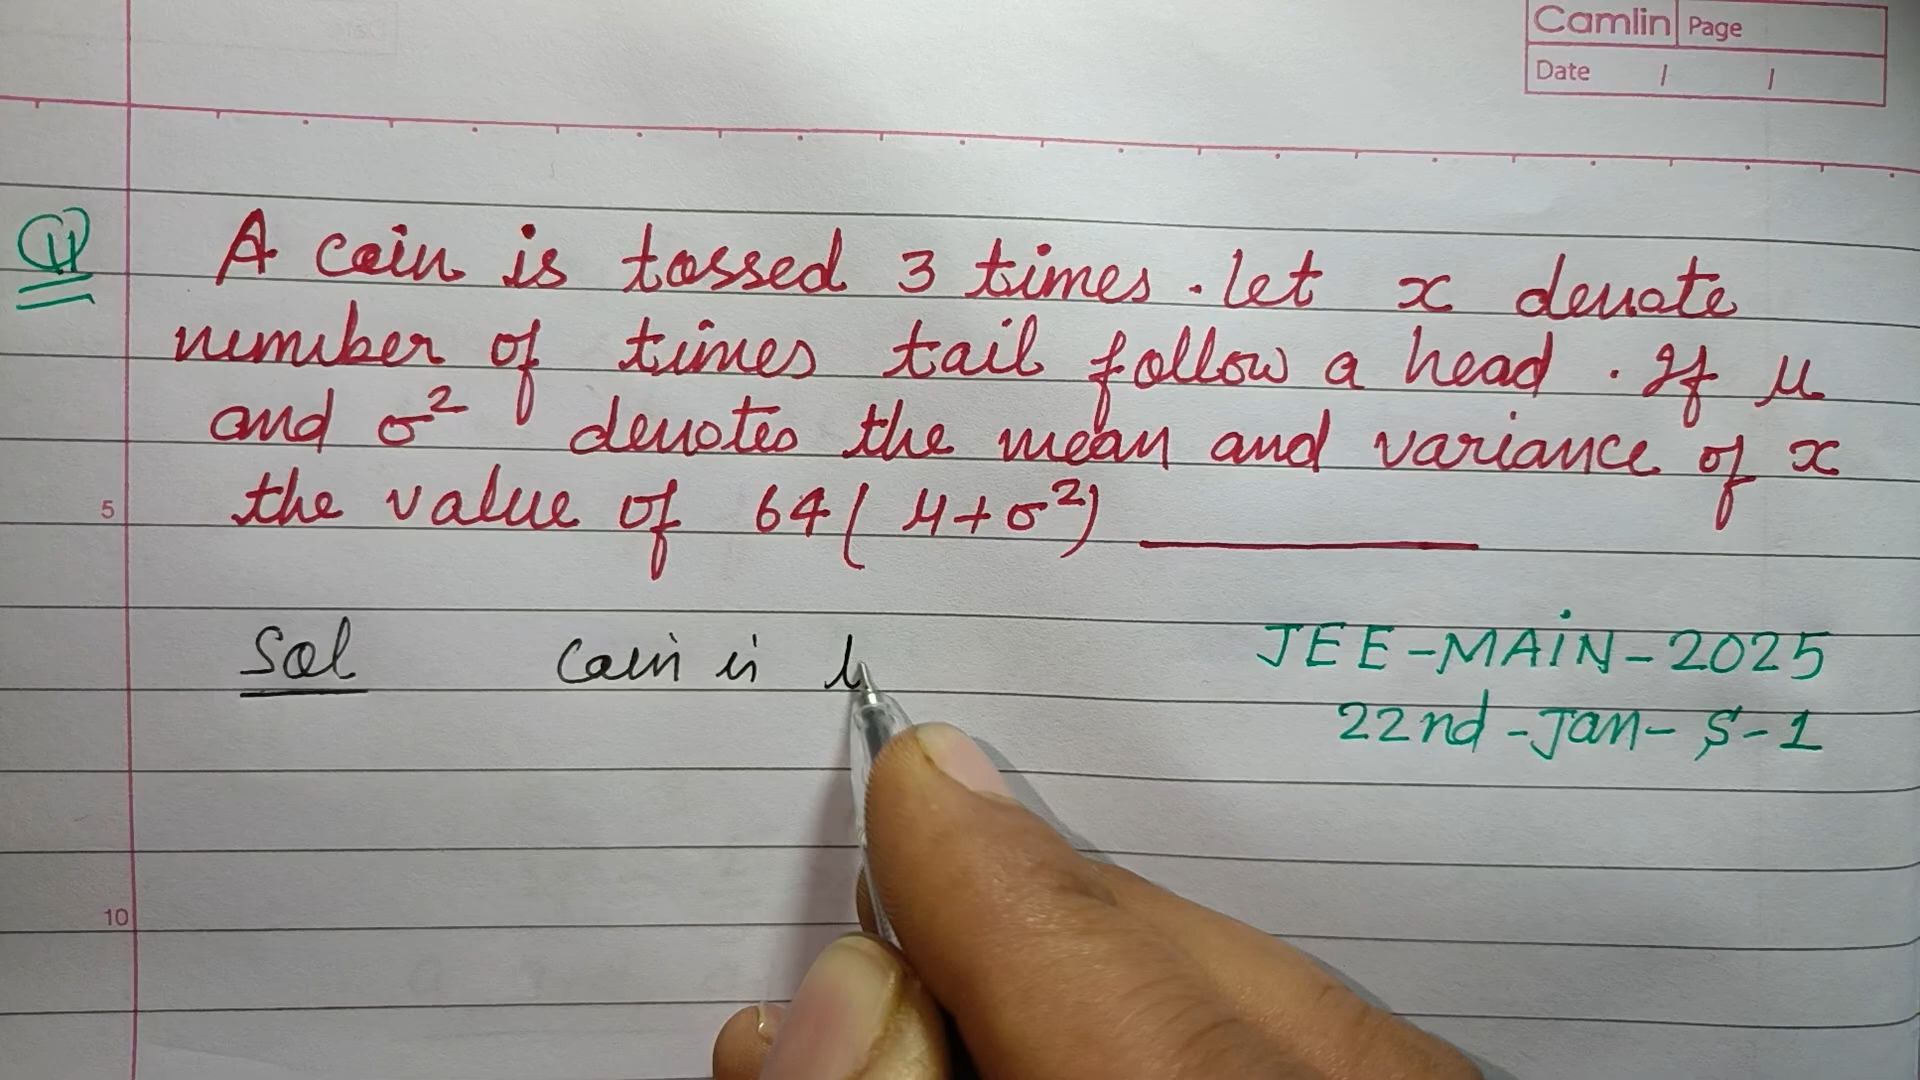 Camlin Page
Date / /
Q 11 A coin is tossed 3 times. let x denote
number of times tail follow a head. If μ
and σ² denotes the mean and variance of x
5 the value of 64(μ+σ²) ________
Sol Coin is
JEE-MAiN-2025
22nd-Jan-S-1
10